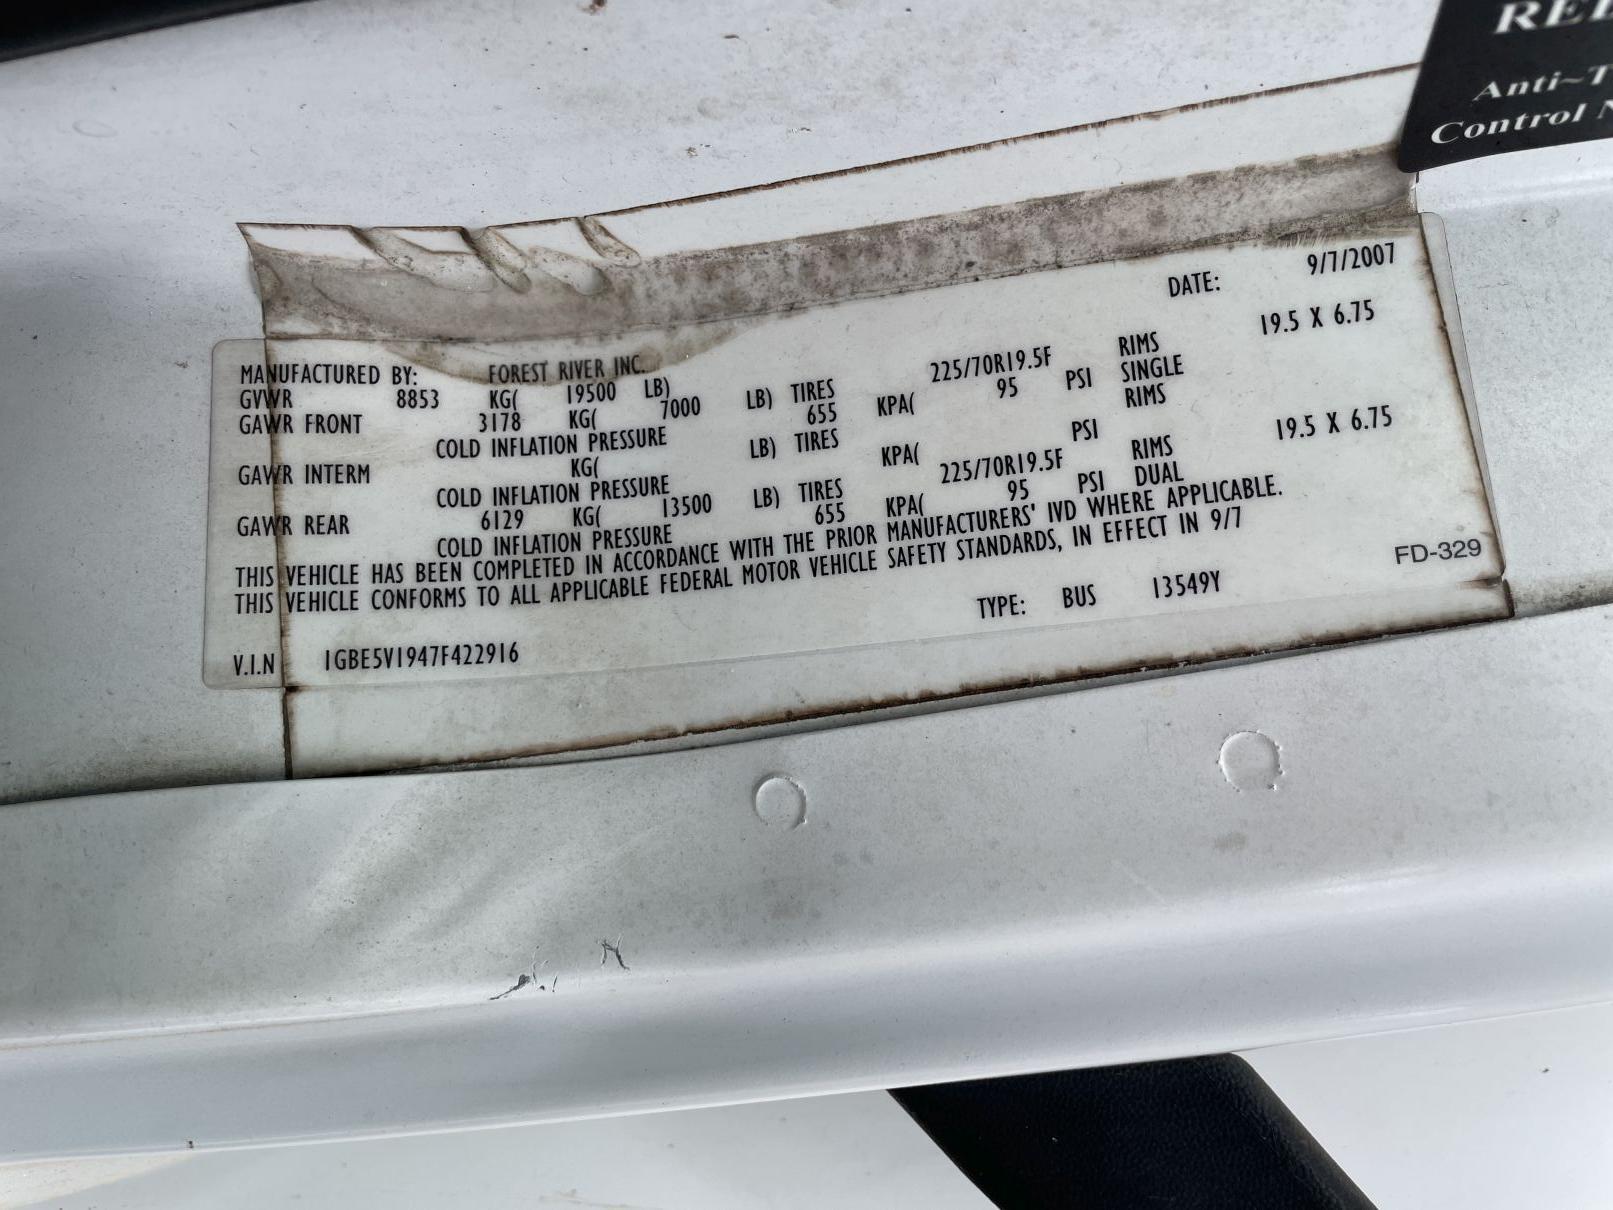 REE
Anti~T
Control N
DATE: 9/7/2007
MANUFACTURED BY: FOREST RIVER INC.
GVWR 8853 KG( 19500 LB)
GAWR FRONT 3178 KG( 7000 LB) TIRES 225/70R19.5F RIMS 19.5 X 6.75
COLD INFLATION PRESSURE 655 KPA( 95 PSI SINGLE
GAWR INTERM KG( LB) TIRES RIMS
COLD INFLATION PRESSURE KPA( PSI
GAWR REAR 6129 KG( 13500 LB) TIRES 225/70R19.5F RIMS 19.5 X 6.75
COLD INFLATION PRESSURE 655 KPA( 95 PSI DUAL
THIS VEHICLE HAS BEEN COMPLETED IN ACCORDANCE WITH THE PRIOR MANUFACTURERS' IVD WHERE APPLICABLE.
THIS VEHICLE CONFORMS TO ALL APPLICABLE FEDERAL MOTOR VEHICLE SAFETY STANDARDS, IN EFFECT IN 9/7
FD-329
TYPE: BUS 13549Y
V.I.N 1GBE5V1947F422916